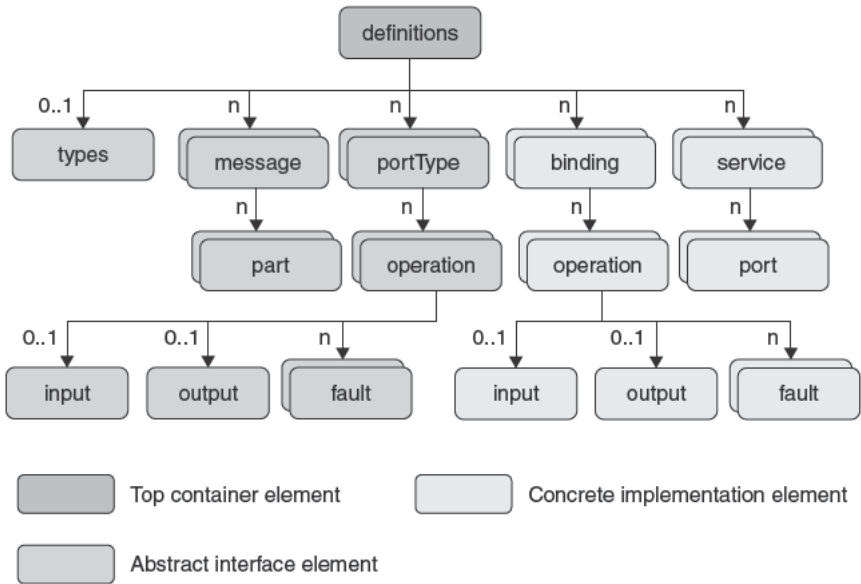 definitions
0..1 n n n n
types message portType binding service
n n n n
part operation operation port
0..1 0..1 n 0..1 0..1 n
input output fault input output fault
Top container element Concrete implementation element
Abstract interface element